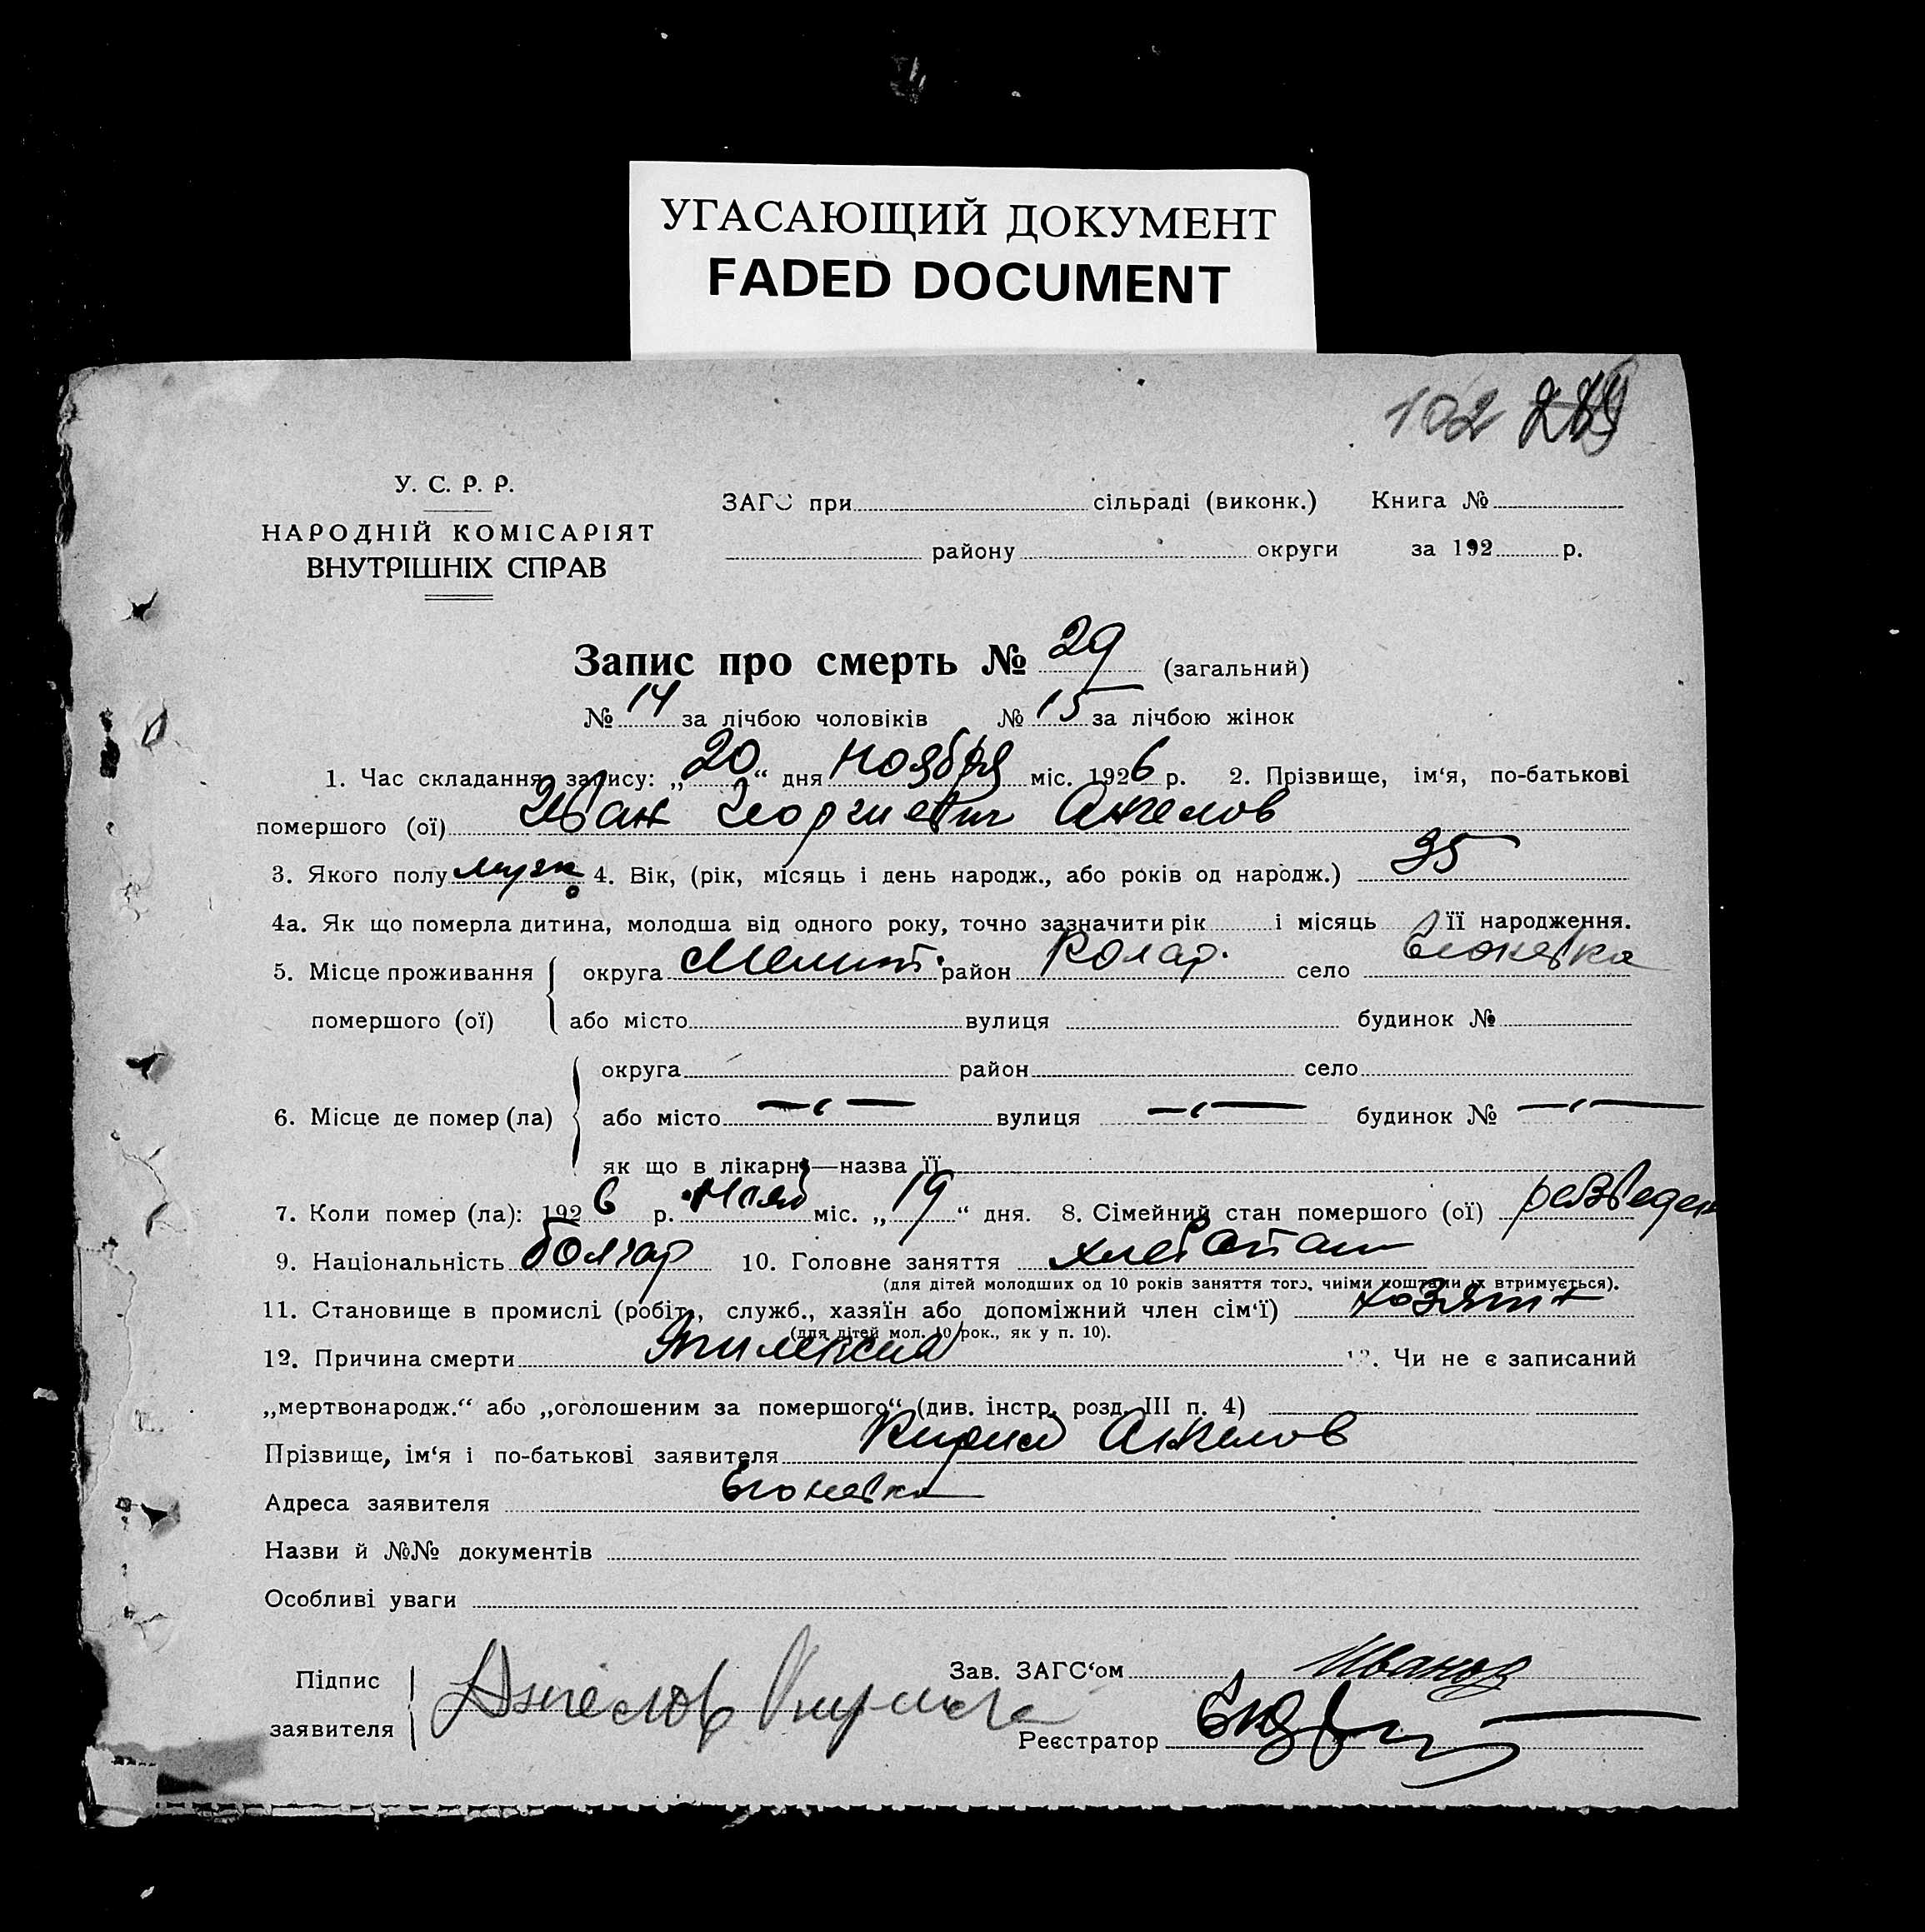 УГАСАЮЩИЙ ДОКУМЕНТ
FADED DOCUMENT
102
У. С. Р. Р.
НАРОДНІЙ КОМІСАРІЯТ
ВНУТРІШНІХ СПРАВ
ЗАГС при сільраді (виконк.) Книга №
району округи за 192 р.
Запис про смерть № 29 (загальний)
№ 14 за лічбою чоловіків № 15 за лічбою жінок
1. Час складання запису: „20“ дня ноября міс. 1926 р. 2. Прізвище, ім‘я, по-батькові
помершого (ої) Иван Георгиевич Ангелов
3. Якого полу муж. 4. Вік, (рік, місяць і день народж., або років од народж.) 35
4а. Як що померла дитина, молодша від одного року, точно зазначити рік і місяць її народження.
5. Місце проживання округа Мелит. район Колар. село
помершого (ої) або місто вулиця будинок №
округа район село
6. Місце де помер (ла) або місто —„— вулиця —„— будинок № —„—
як що в лікарні—назва її
7. Коли помер (ла): 1926 р. міс. „19“ дня. 8. Сімейний стан помершого (ої) разведен
9. Національність болгар 10. Головне заняття хлебопаш
(для дітей молодших од 10 років заняття того, чиіми коштами їх втримується).
11. Становище в промислі (робіт., служб., хазяїн або допоміжний член сім‘ї) хозяин
(для дітей мол. 10 рок., як у п. 10).
12. Причина смерти Эпилепсия 13. Чи не є записаний
„мертвонародж.“ або „оголошеним за помершого“ (див. інстр. розд. III п. 4)
Прізвище, ім‘я і по-батькові заявителя Кирил Ангелов
Адреса заявителя
Назви й №№ документів
Особливі уваги
Підпис заявителя Ангелов Кирила
Зав. ЗАГС‘ом Иванов
Реєстратор